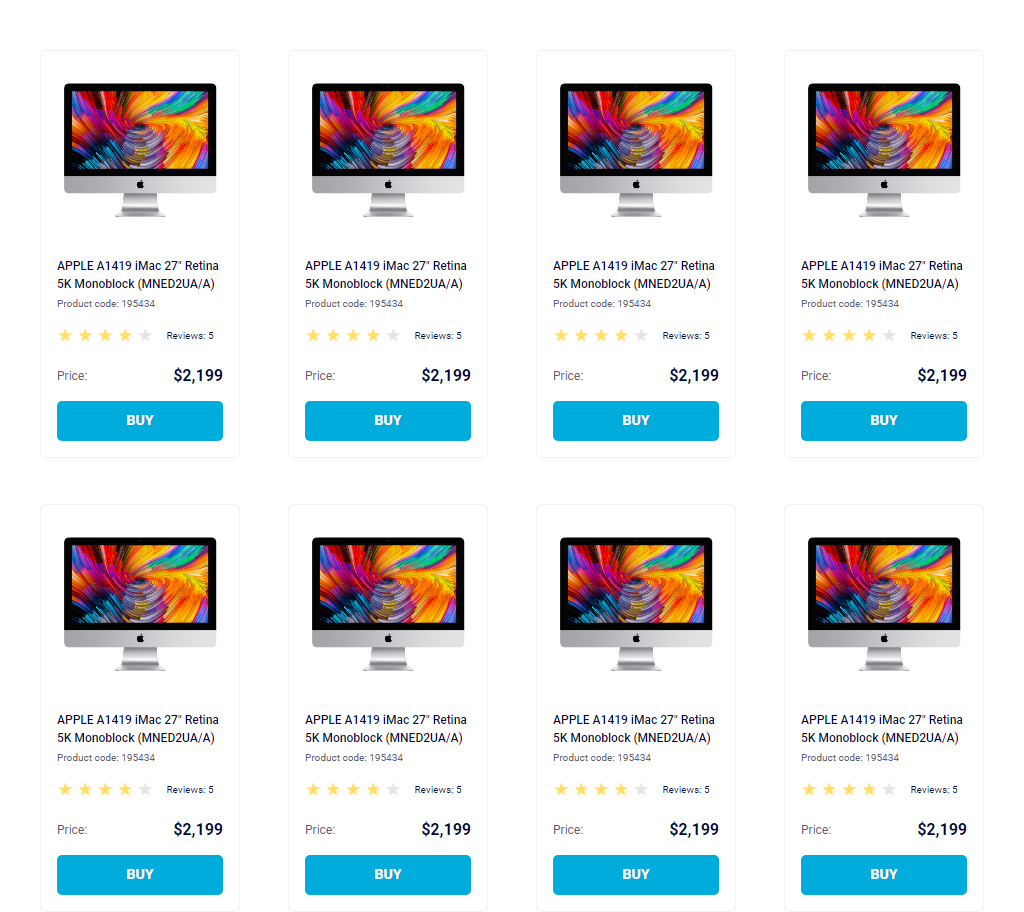 APPLE A1419 iMac 27" Retina
5K Monoblock (MNED2UA/A)
Product code: 195434
Reviews: 5
Price: $2,199
BUY
APPLE A1419 iMac 27" Retina
5K Monoblock (MNED2UA/A)
Product code: 195434
Reviews: 5
Price: $2,199
BUY
APPLE A1419 iMac 27" Retina
5K Monoblock (MNED2UA/A)
Product code: 195434
Reviews: 5
Price: $2,199
BUY
APPLE A1419 iMac 27" Retina
5K Monoblock (MNED2UA/A)
Product code: 195434
Reviews: 5
Price: $2,199
BUY
APPLE A1419 iMac 27" Retina
5K Monoblock (MNED2UA/A)
Product code: 195434
Reviews: 5
Price: $2,199
BUY
APPLE A1419 iMac 27" Retina
5K Monoblock (MNED2UA/A)
Product code: 195434
Reviews: 5
Price: $2,199
BUY
APPLE A1419 iMac 27" Retina
5K Monoblock (MNED2UA/A)
Product code: 195434
Reviews: 5
Price: $2,199
BUY
APPLE A1419 iMac 27" Retina
5K Monoblock (MNED2UA/A)
Product code: 195434
Reviews: 5
Price: $2,199
BUY